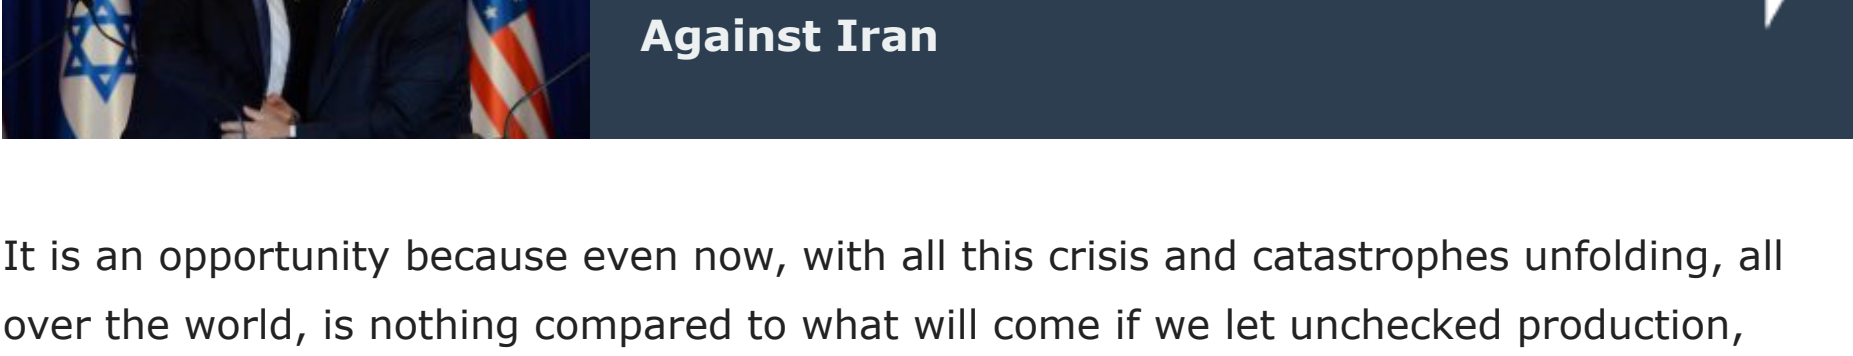 Against Iran
It is an opportunity because even now, with all this crisis and catastrophes unfolding, all
over the world, is nothing compared to what will come if we let unchecked production,